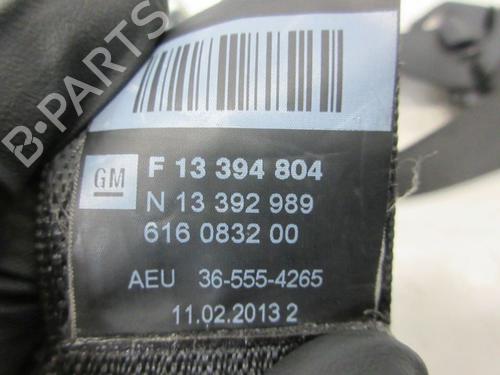 B-PARTS
GM
F 13 394 804
N 13 392 989
616 0832 00
AEU 36-555-4265
11.02.2013 2